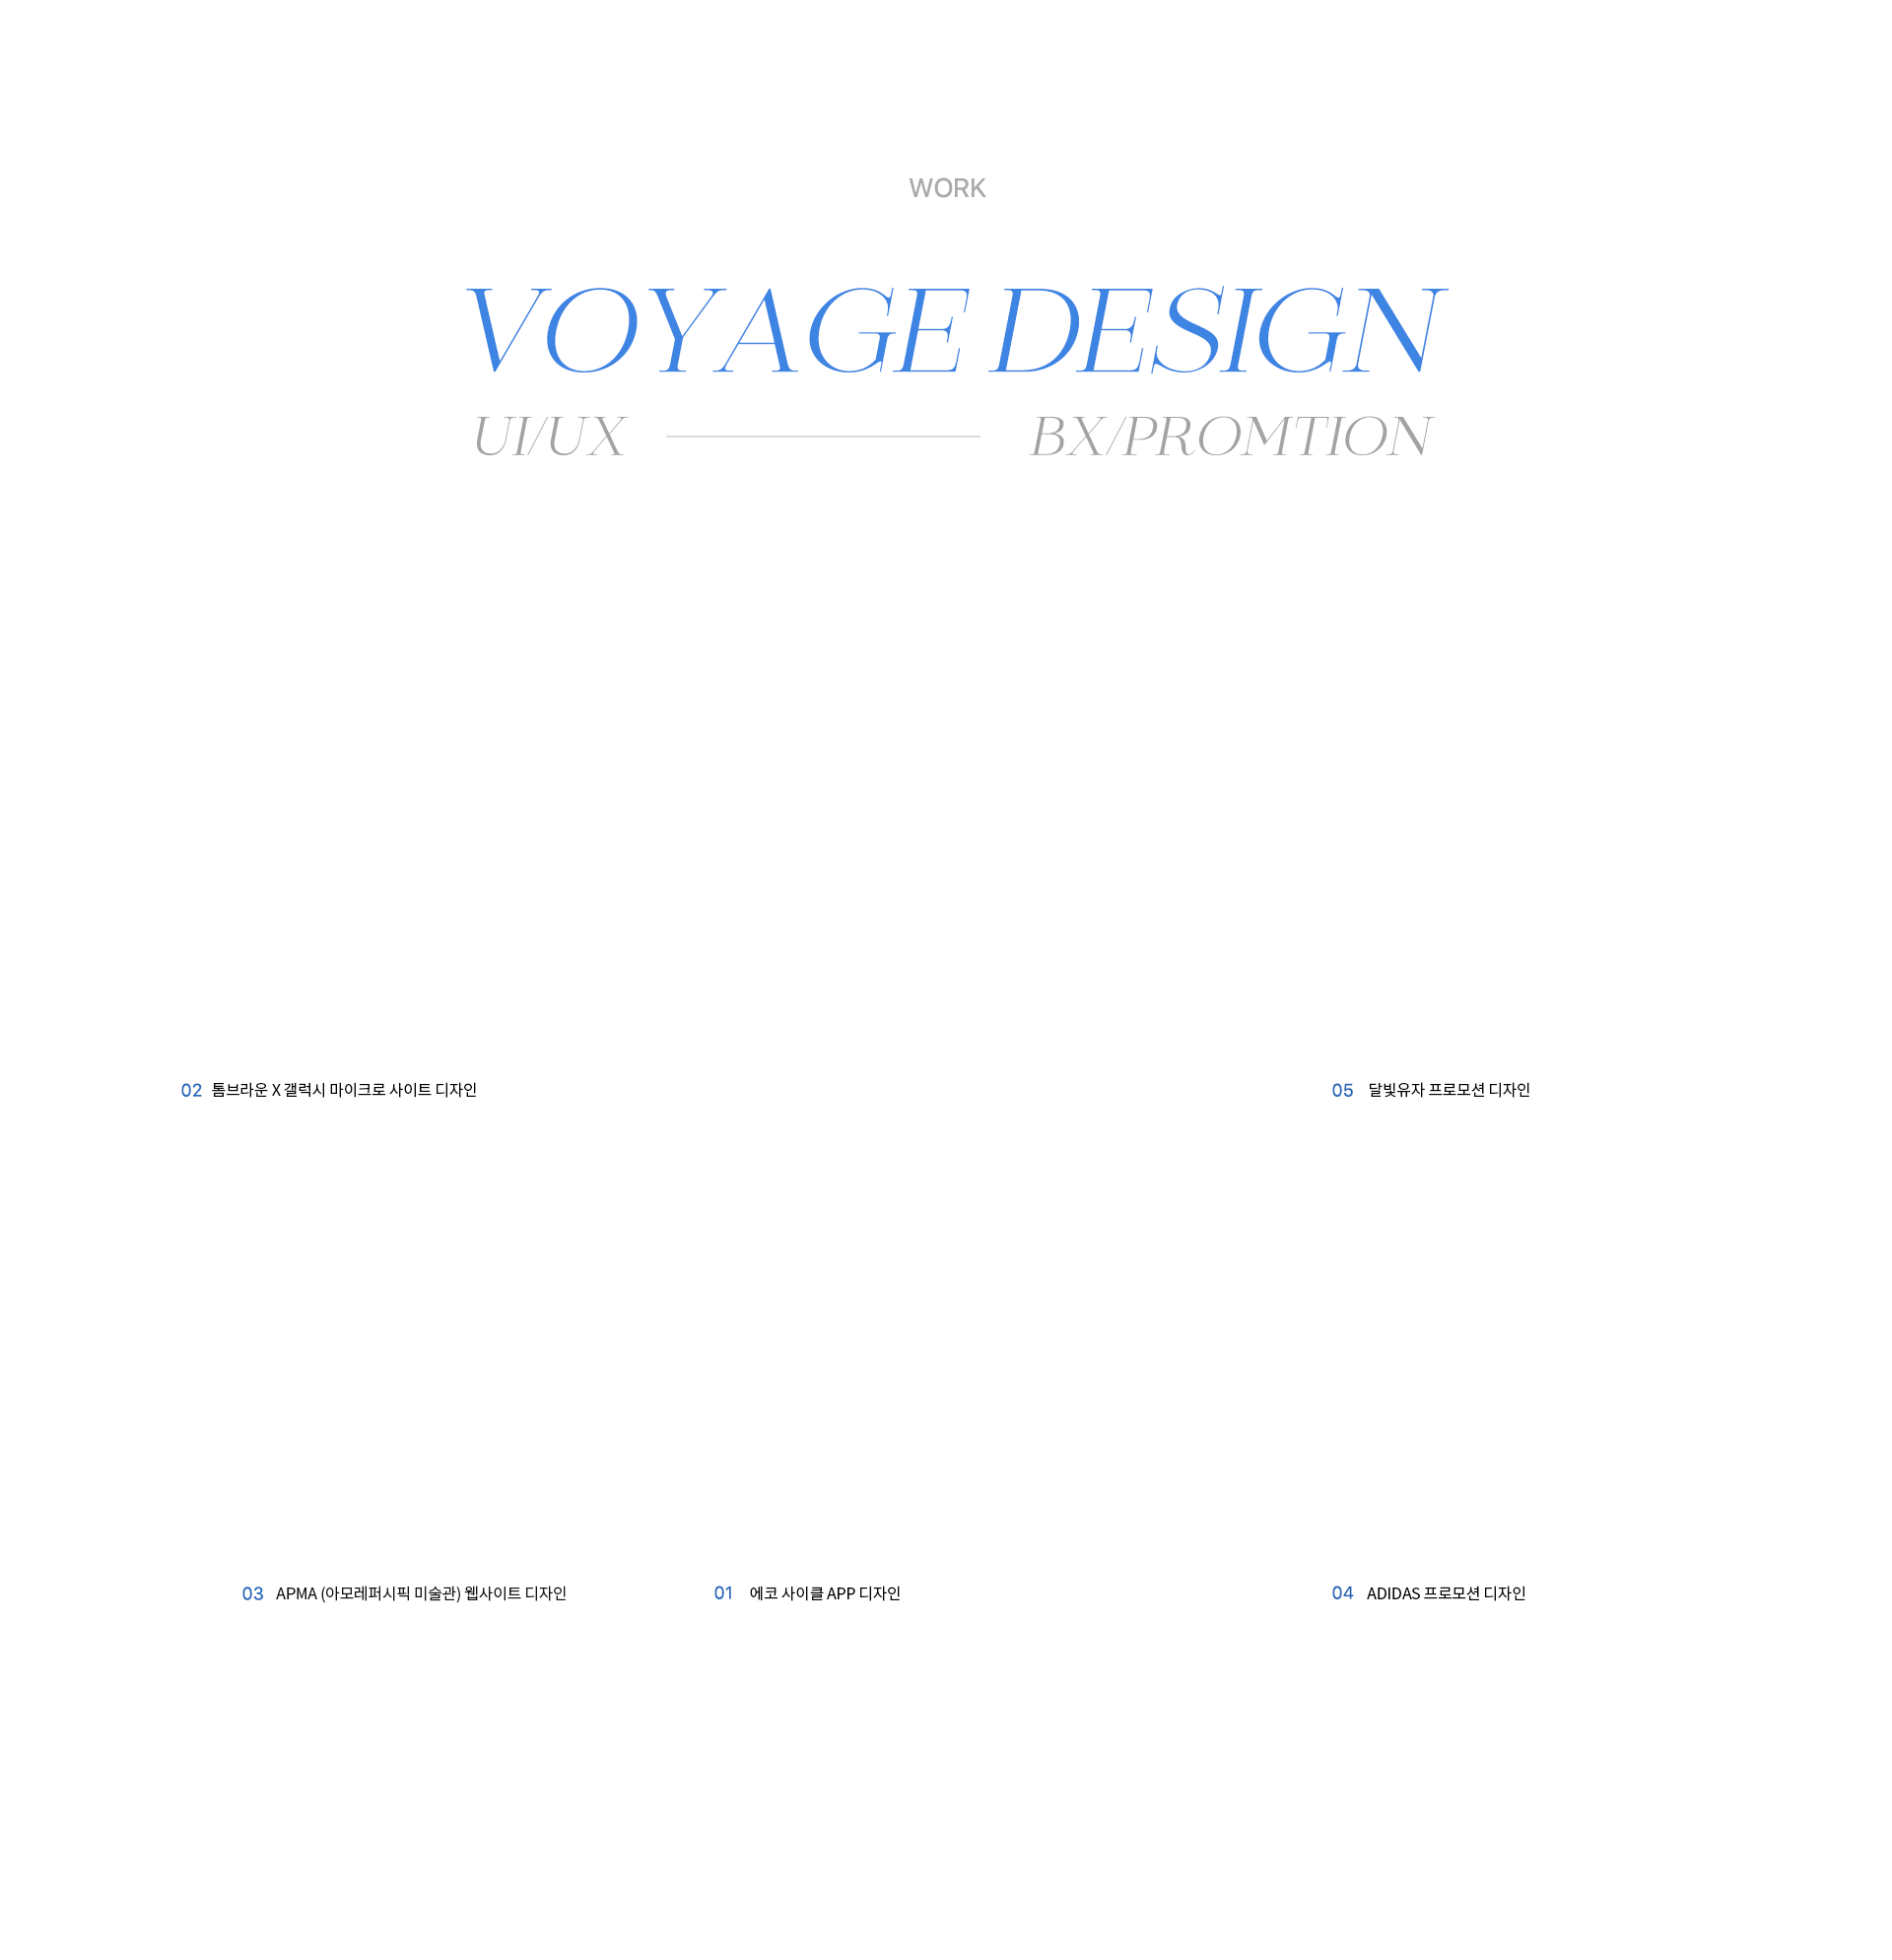 WORK
VOYAGE DESIGN
UI/UX BX/PROMTION
02 톰브라운 X 갤럭시 마이크로 사이트 디자인
05 달빛유자 프로모션 디자인
03 APMA (아모레퍼시픽 미술관) 웹사이트 디자인
01 에코 사이클 APP 디자인
04 ADIDAS 프로모션 디자인